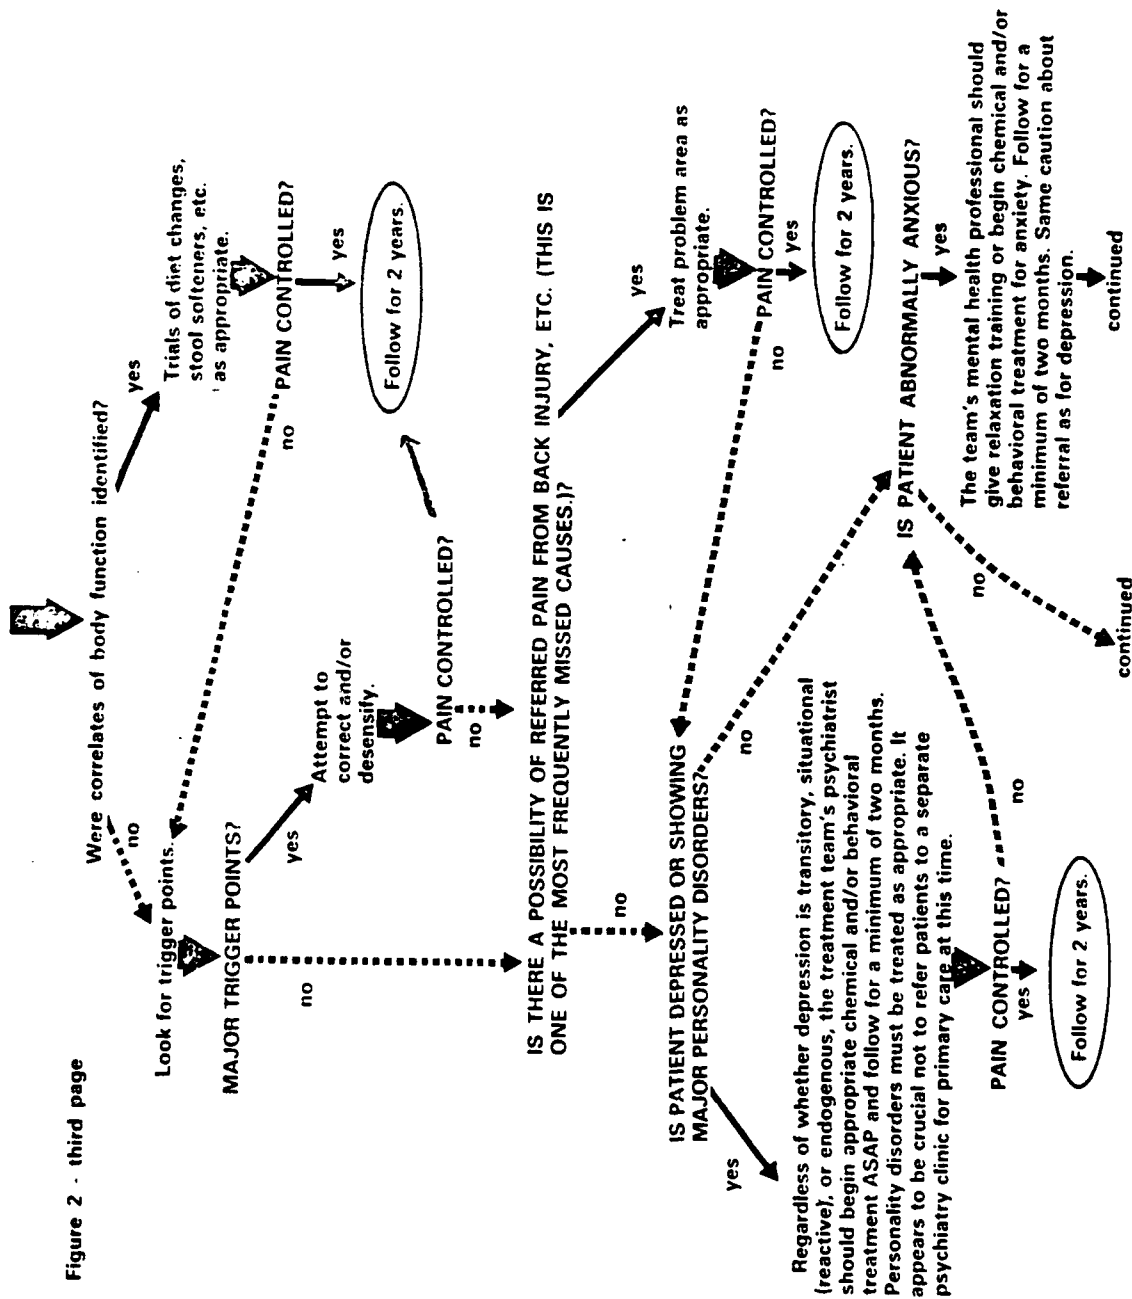 Figure 2 - third page
Were correlates of body function identified?
no
yes
Look for trigger points.
Trials of diet changes,
stool softeners, etc.
as appropriate.
MAJOR TRIGGER POINTS?
PAIN CONTROLLED?
no
yes
no
yes
Attempt to
correct and/or
desensify.
Follow for 2 years.
PAIN CONTROLLED?
no
IS THERE A POSSIBILITY OF REFERRED PAIN FROM BACK INJURY, ETC. (THIS IS
ONE OF THE MOST FREQUENTLY MISSED CAUSES.)?
no
yes
Treat problem area as
appropriate.
IS PATIENT DEPRESSED OR SHOWING
MAJOR PERSONALITY DISORDERS?
PAIN CONTROLLED?
no
yes
yes
no
Follow for 2 years.
Regardless of whether depression is transitory, situational
(reactive), or endogenous, the treatment team's psychiatrist
should begin appropriate chemical and/or behavioral
treatment ASAP and follow for a minimum of two months.
Personality disorders must be treated as appropriate. It
appears to be crucial not to refer patients to a separate
psychiatry clinic for primary care at this time.
IS PATIENT ABNORMALLY ANXIOUS?
no
yes
The team's mental health professional should
give relaxation training or begin chemical and/or
behavioral treatment for anxiety. Follow for a
minimum of two months. Same caution about
referral as for depression.
PAIN CONTROLLED?
yes
no
Follow for 2 years.
continued
continued